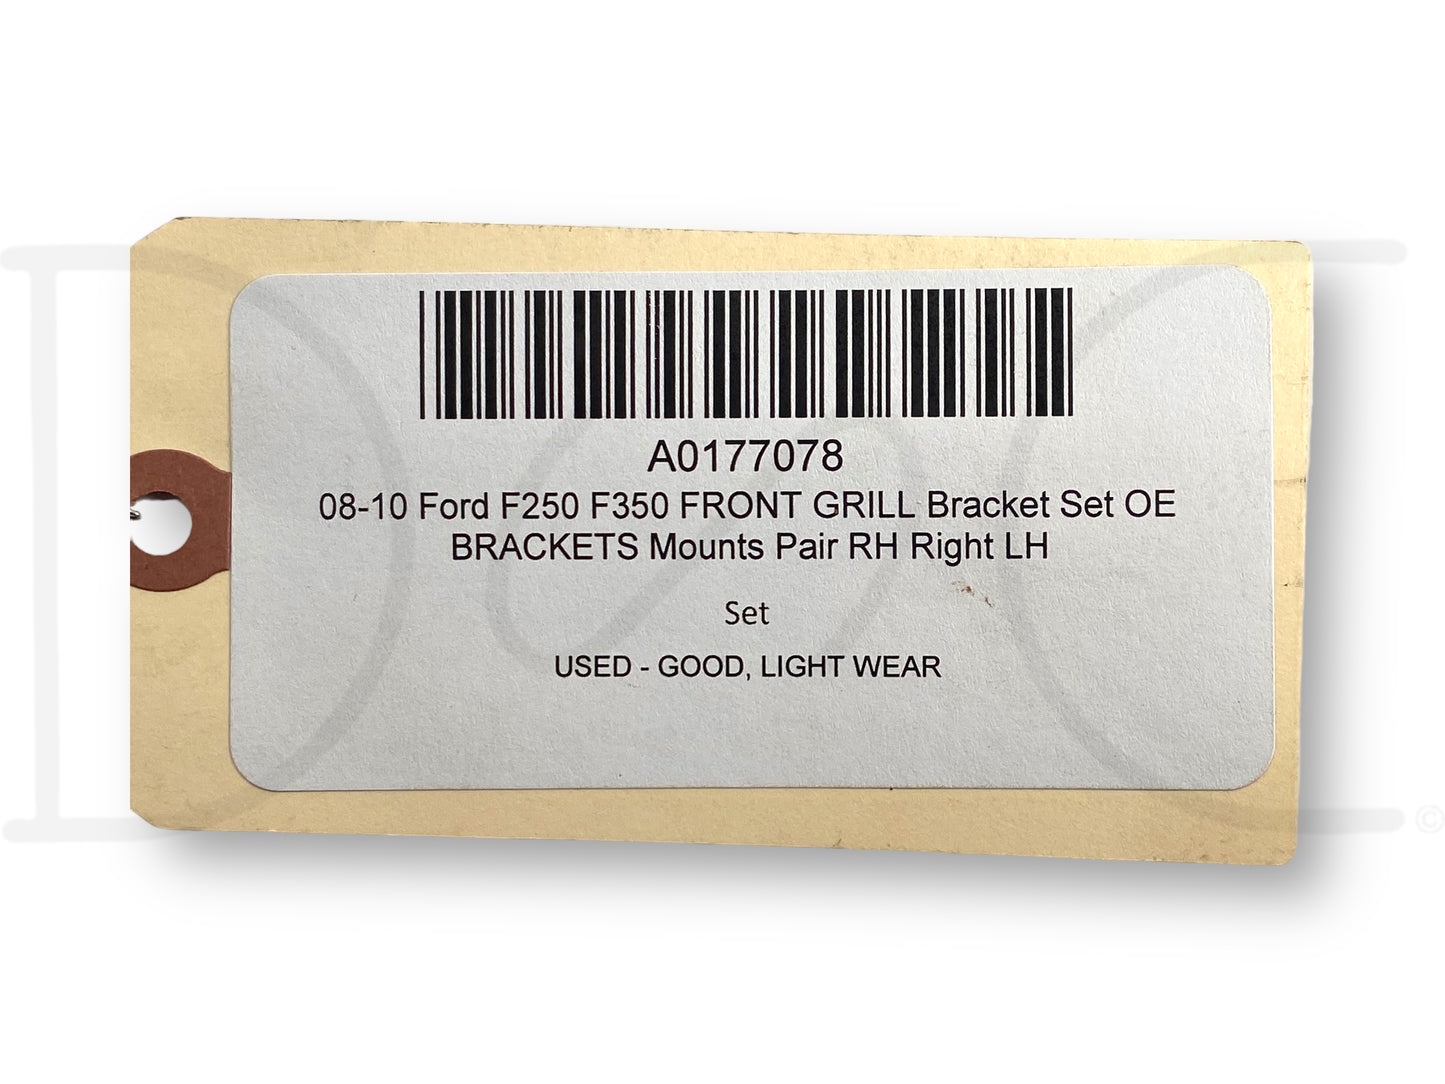 A0177078
08-10 Ford F250 F350 FRONT GRILL Bracket Set OE
BRACKETS Mounts Pair RH Right LH
Set
USED - GOOD, LIGHT WEAR
©